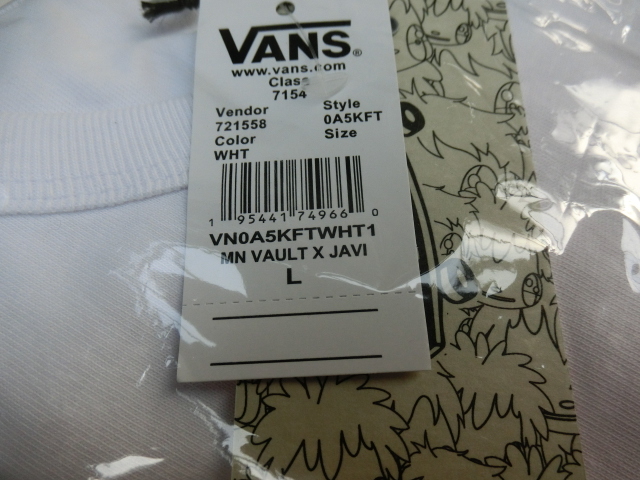 VANS®
www.vans.com
Class
7154
Vendor Style
721558 0A5KFT
Color Size
WHT
1 95441 74966 0
VN0A5KFTWHT1
MN VAULT X JAVI
L